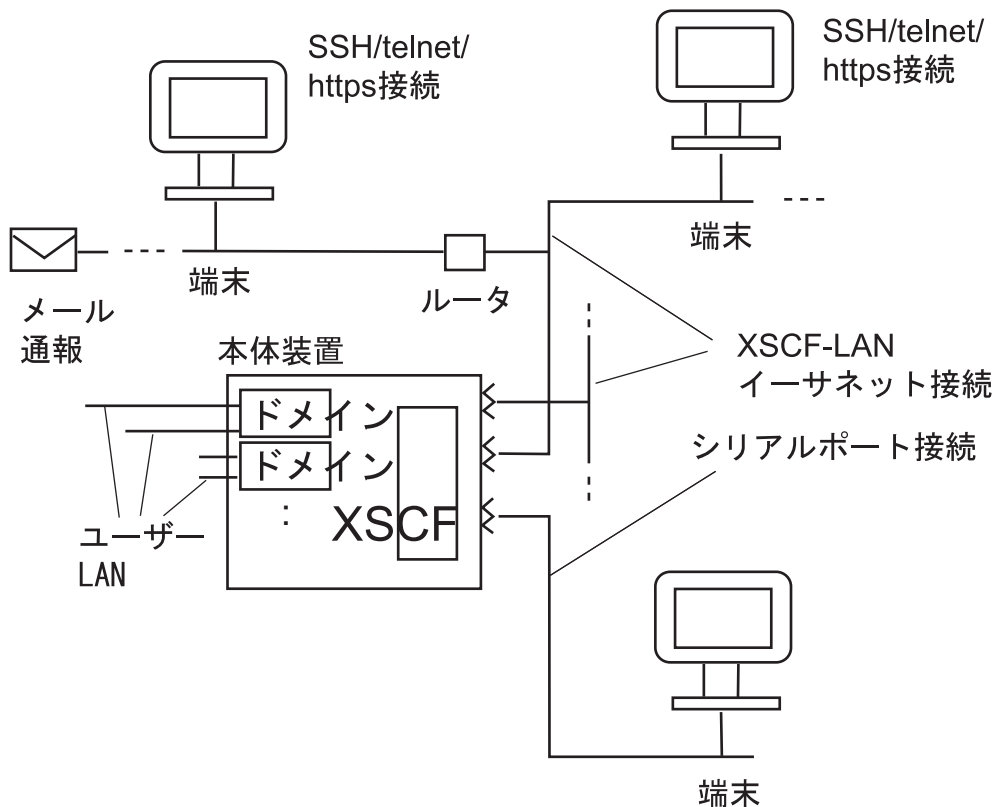 SSH/telnet/
https接続
SSH/telnet/
https接続
端末
端末
ルータ
メール
通報
本体装置
XSCF-LAN
イーサネット接続
ドメイン
ドメイン
:
XSCF
シリアルポート接続
ユーザー
LAN
端末